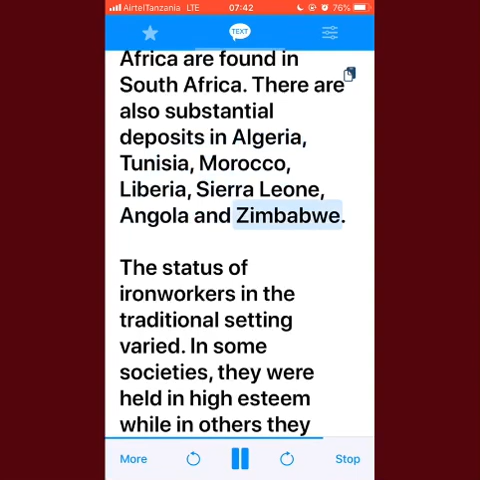 AirtelTanzania LTE 07:42 76%
TEXT
Africa are found in
South Africa. There are
also substantial
deposits in Algeria,
Tunisia, Morocco,
Liberia, Sierra Leone,
Angola and Zimbabwe.
The status of
ironworkers in the
traditional setting
varied. In some
societies, they were
held in high esteem
while in others they
More Stop